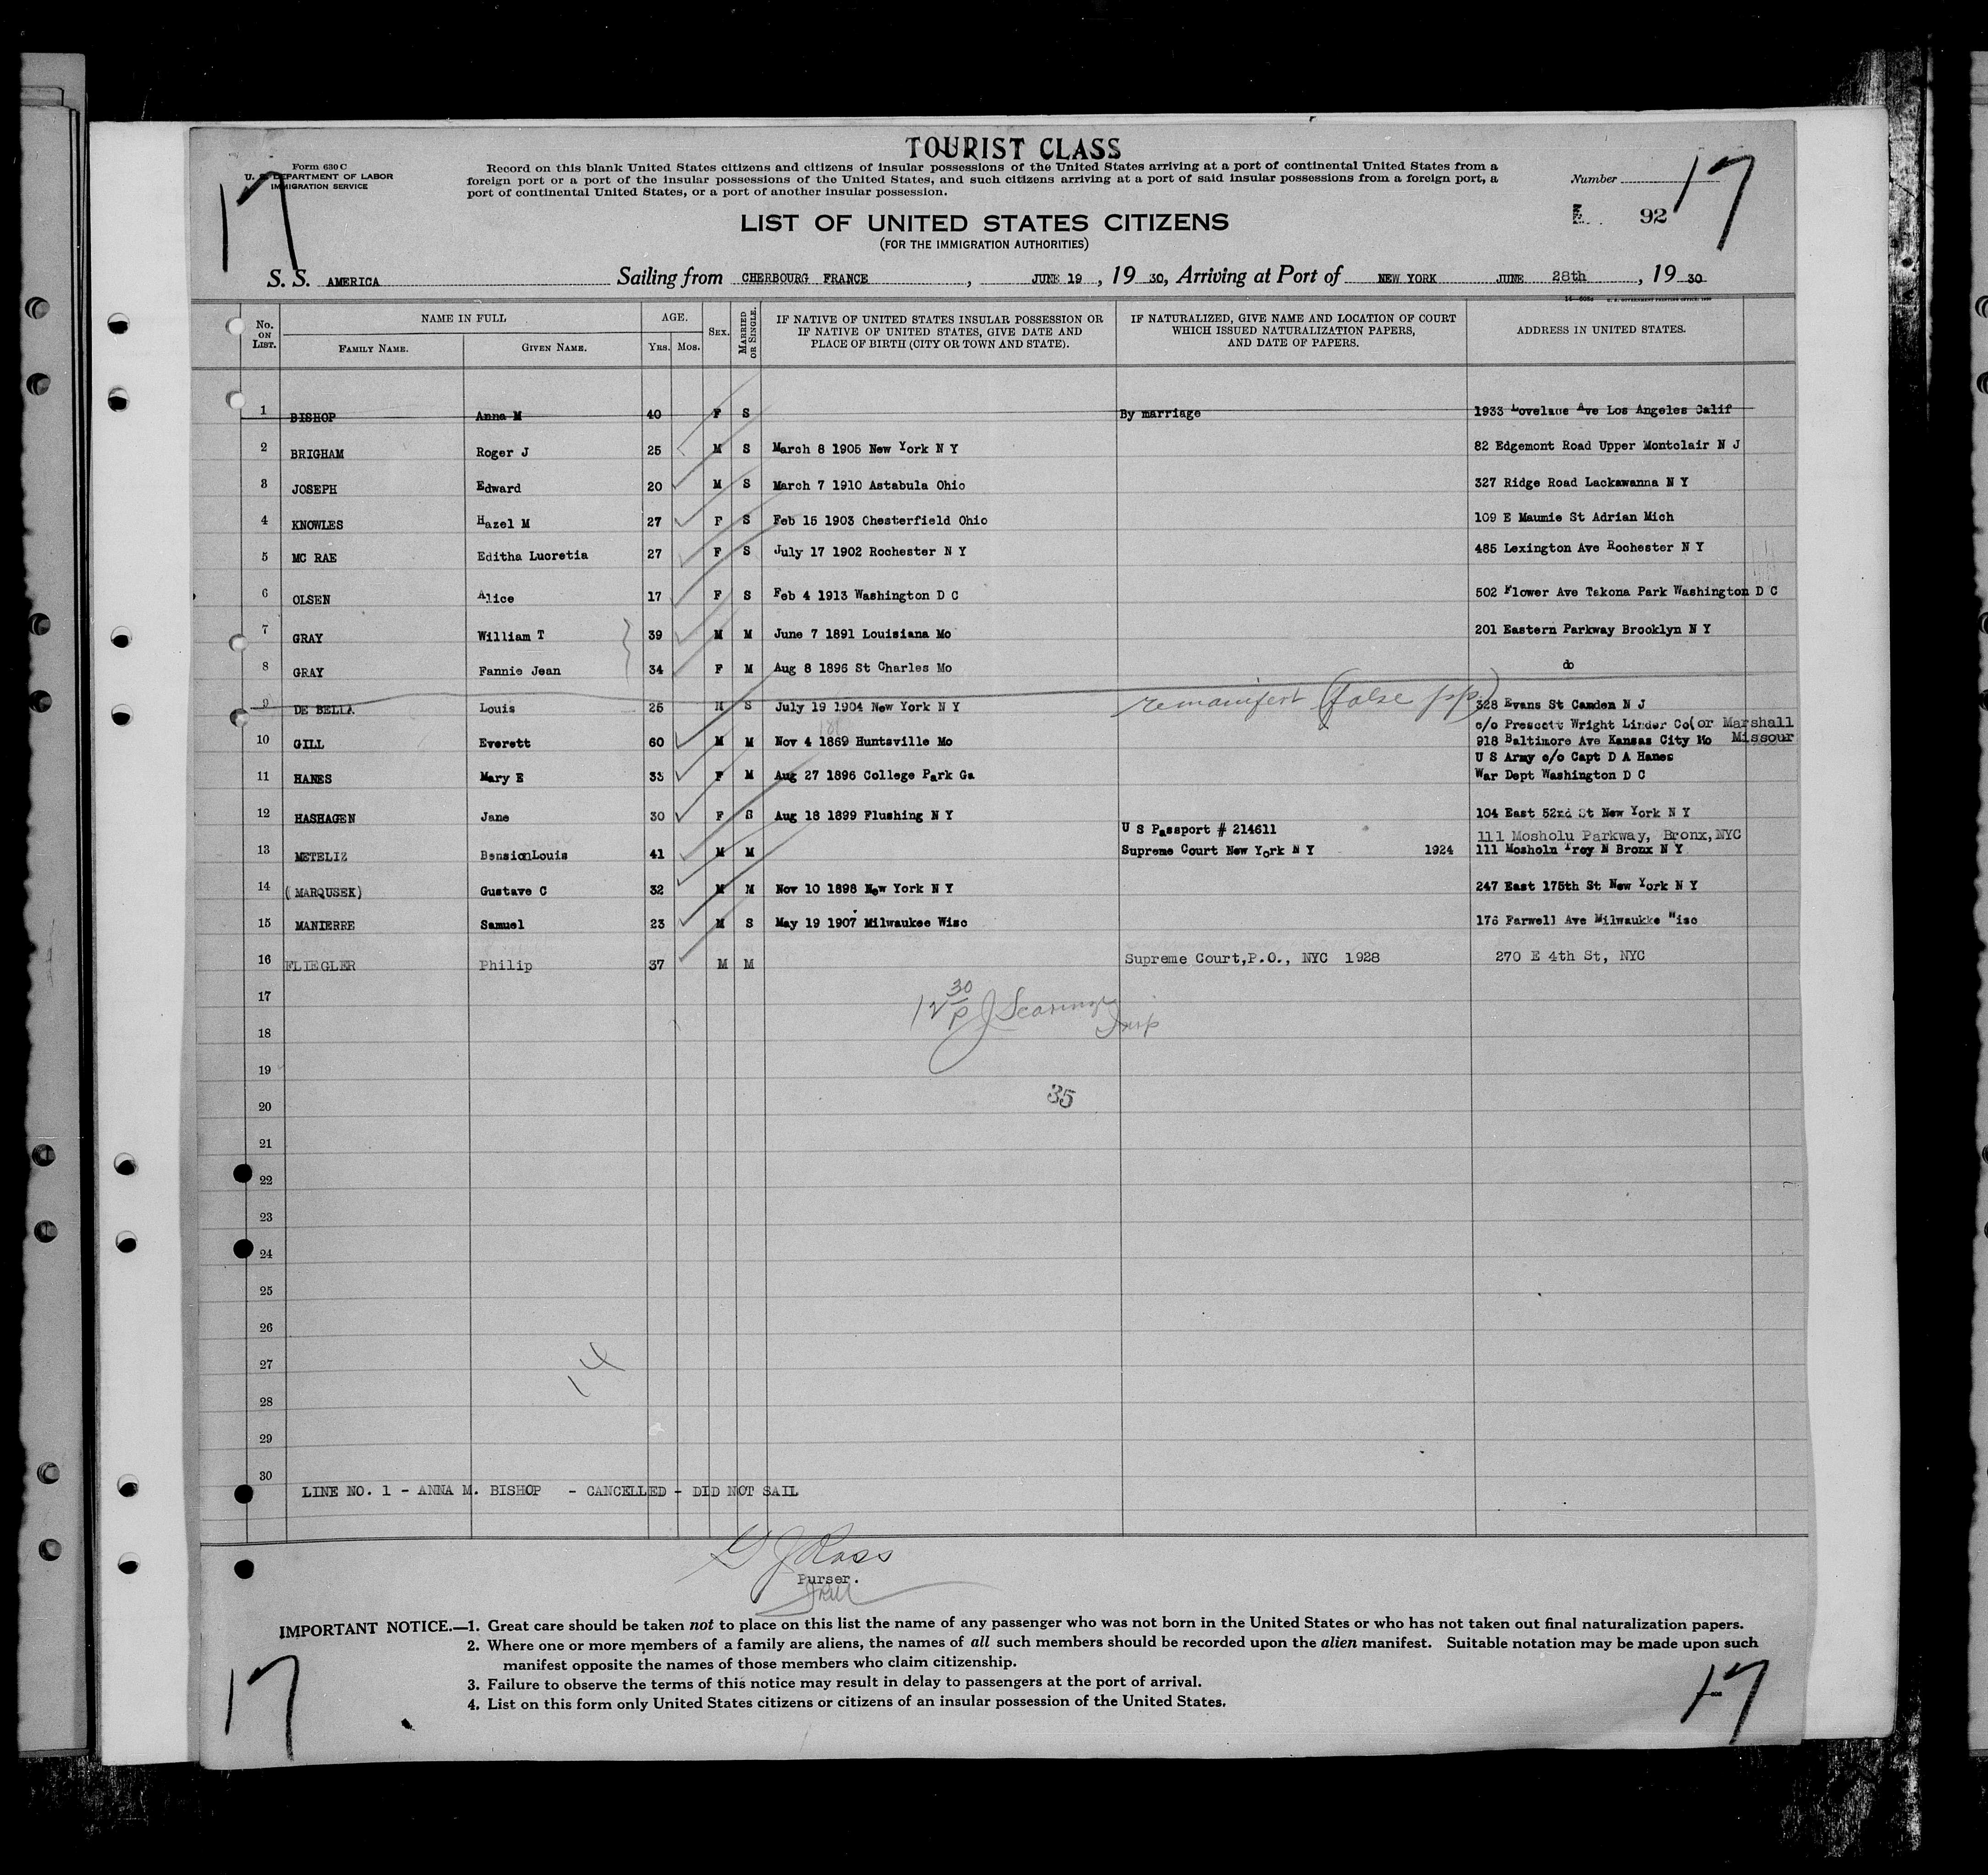 TOURIST CLASS
Form 630 C
U. S. DEPARTMENT OF LABOR
IMMIGRATION SERVICE
17
Record on this blank United States citizens and citizens of insular possessions of the United States arriving at a port of continental United States from a
foreign port or a port of the insular possessions of the United States, and such citizens arriving at a port of said insular possessions from a foreign port, a
port of continental United States, or a port of another insular possession.
Number
17
92
LIST OF UNITED STATES CITIZENS
(FOR THE IMMIGRATION AUTHORITIES)
S. S. AMERICA Sailing from CHERBOURG FRANCE , JUNE 19 , 19 30, Arriving at Port of NEW YORK JUNE 28th , 19 30
No. ON LIST. NAME IN FULL FAMILY NAME. GIVEN NAME. AGE. YRS. MOS. SEX. MARRIED OR SINGLE. IF NATIVE OF UNITED STATES INSULAR POSSESSION OR IF NATIVE OF UNITED STATES, GIVE DATE AND PLACE OF BIRTH (CITY OR TOWN AND STATE). IF NATURALIZED, GIVE NAME AND LOCATION OF COURT WHICH ISSUED NATURALIZATION PAPERS, AND DATE OF PAPERS. ADDRESS IN UNITED STATES.
1 BISHOP Anna M 40 F S By marriage 1933 Lovelane Ave Los Angeles Calif
2 BRIGHAM Roger J 25 M S March 8 1905 New York N Y 82 Edgemont Road Upper Montclair N J
3 JOSEPH Edward 20 M S March 7 1910 Astabula Ohio 327 Ridge Road Lackawanna N Y
4 KNOWLES Hazel M 27 F S Feb 15 1903 Chesterfield Ohio 109 E Maumie St Adrian Mich
5 MC RAE Editha Lucretia 27 F S July 17 1902 Rochester N Y 485 Lexington Ave Rochester N Y
6 OLSEN Alice 17 F S Feb 4 1913 Washington D C 502 Flower Ave Takona Park Washington D C
7 GRAY William T 39 M M June 7 1891 Louisiana Mo 201 Eastern Parkway Brooklyn N Y
8 GRAY Fannie Jean 34 F M Aug 8 1896 St Charles Mo do
9 DE BELLA Louis 25 M S July 19 1904 New York N Y remanifest (false pp) 328 Evans St Camden N J
c/o Prescott Wright Linder Co(or Marshall
10 GILL Everett 60 M M Nov 4 1869 Huntsville Mo 918 Baltimore Ave Kansas City Mo Missour
U S Army c/o Capt D A Hanes
11 HANES Mary E 33 F M Aug 27 1896 College Park Ga War Dept Washington D C
12 HASHAGEN Jane 30 F S Aug 18 1899 Flushing N Y 104 East 52nd St New York N Y
U S Passport # 214611 111 Mosholu Parkway, Bronx, NYC
13 METELIZ BensionLouis 41 M M Supreme Court New York N Y 1924 111 Mosholn Troy N Bronx N Y
14 (MARQUSEK) Gustave C 32 M M Nov 10 1898 New York N Y 247 East 175th St New York N Y
15 MANIERRE Samuel 23 M S May 19 1907 Milwaukee Wisc 176 Farwell Ave Milwaukke Wisc
16 FLIEGLER Philip 37 M M Supreme Court,P.O., NYC 1928 270 E 4th St, NYC
17
12 30 P J Insp
18
19
20 35
21
22
23
24
25
26
27
14
28
29
30
LINE NO. 1 - ANNA M. BISHOP - CANCELLED - DID NOT SAIL
G J Ross
Purser.
IMPORTANT NOTICE.—1. Great care should be taken not to place on this list the name of any passenger who was not born in the United States or who has not taken out final naturalization papers.
2. Where one or more members of a family are aliens, the names of all such members should be recorded upon the alien manifest. Suitable notation may be made upon such
manifest opposite the names of those members who claim citizenship.
3. Failure to observe the terms of this notice may result in delay to passengers at the port of arrival.
4. List on this form only United States citizens or citizens of an insular possession of the United States.
17
17